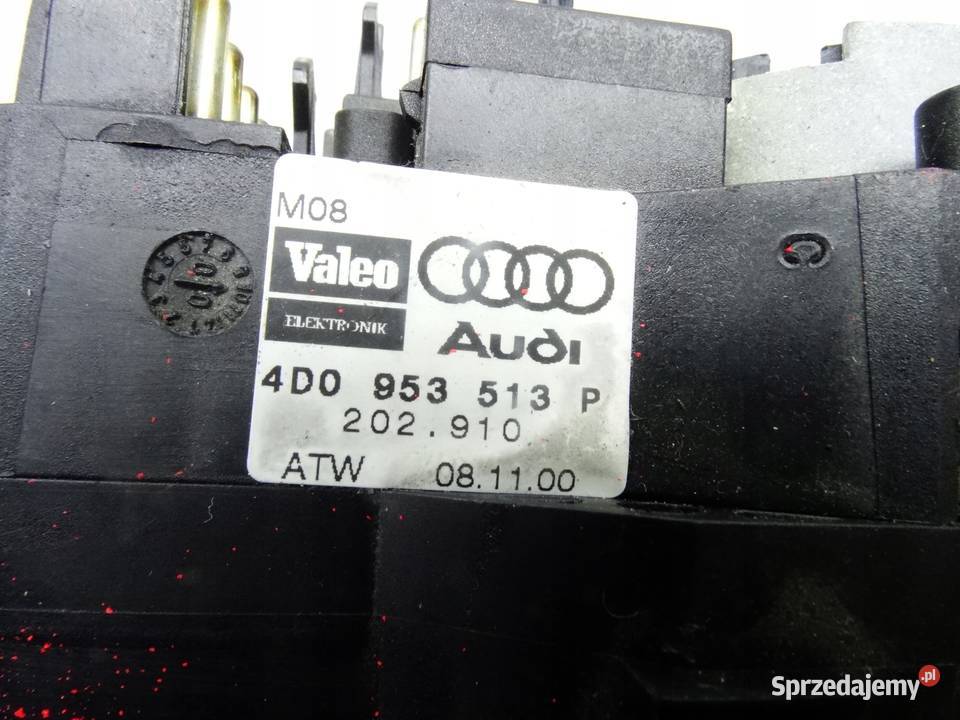 M08
Valeo
ELEKTRONIK
Audi
4D0 953 513 P
202.910
ATW 08.11.00
C
Sprzedajemy.pl